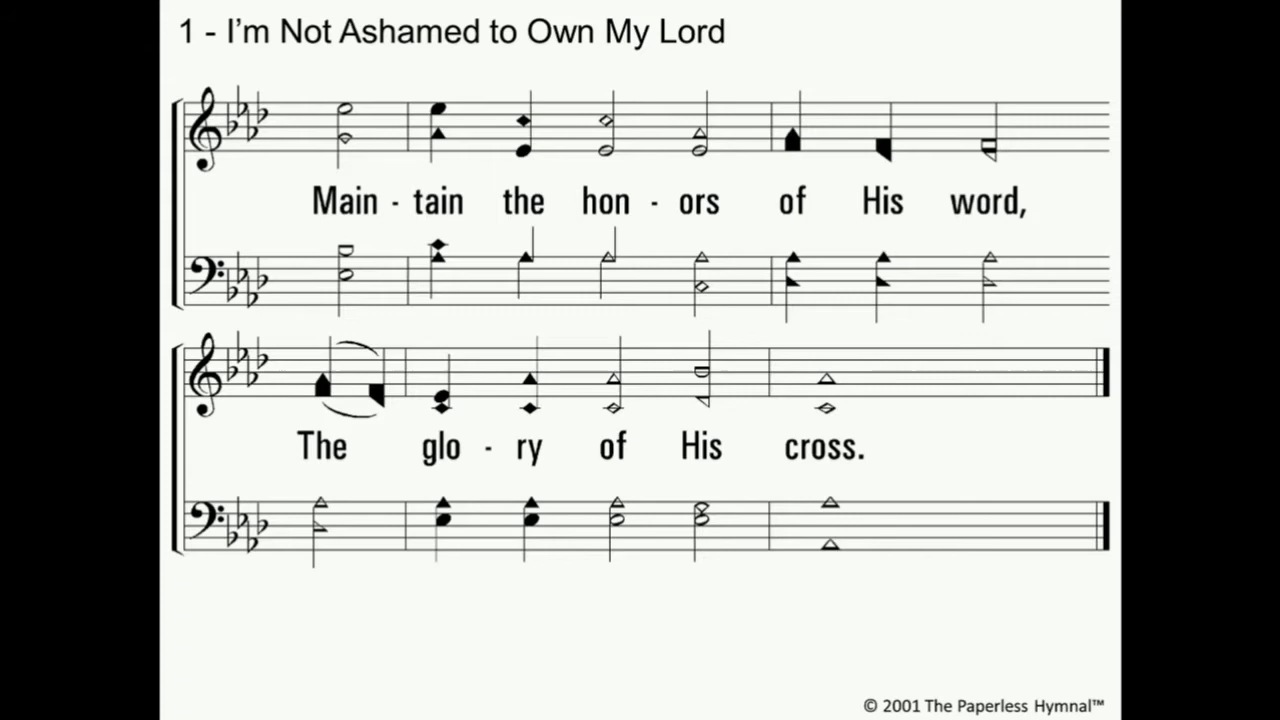 1 - I'm Not Ashamed to Own My Lord
Main - tain the hon - ors of His word,
The glo - ry of His cross.
© 2001 The Paperless Hymnal™